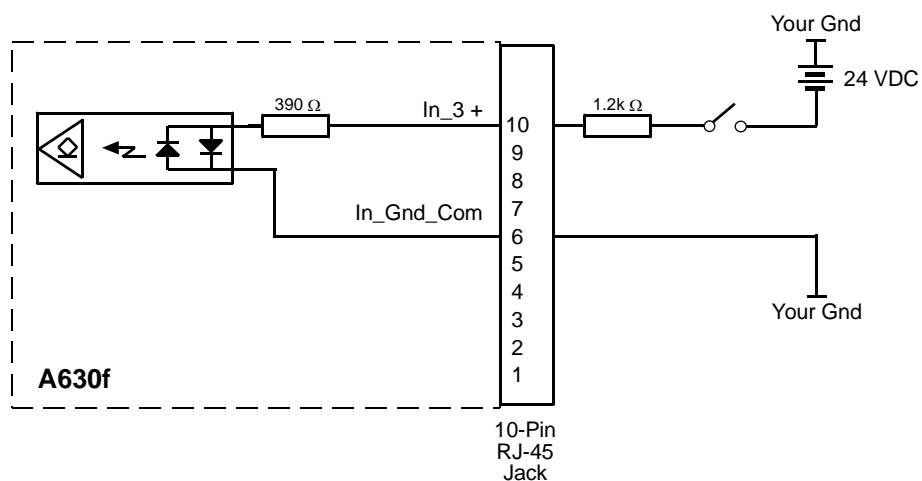 Your Gnd
24 VDC
390 Ω
In_3 +
1.2k Ω
10
9
8
7
In_Gnd_Com
6
5
4
3
2
1
Your Gnd
A630f
10-Pin
RJ-45
Jack